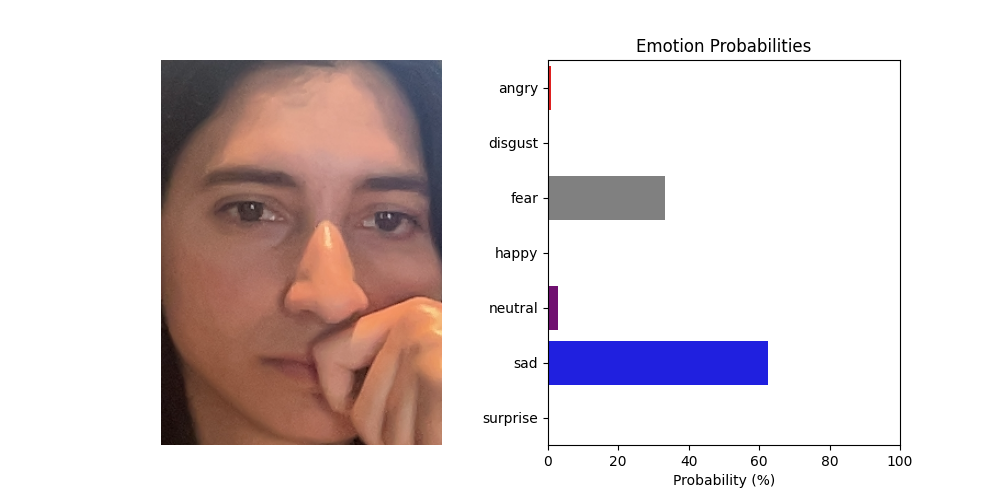 Emotion Probabilities
angry
disgust
fear
happy
neutral
sad
surprise
0 20 40 60 80 100
Probability (%)